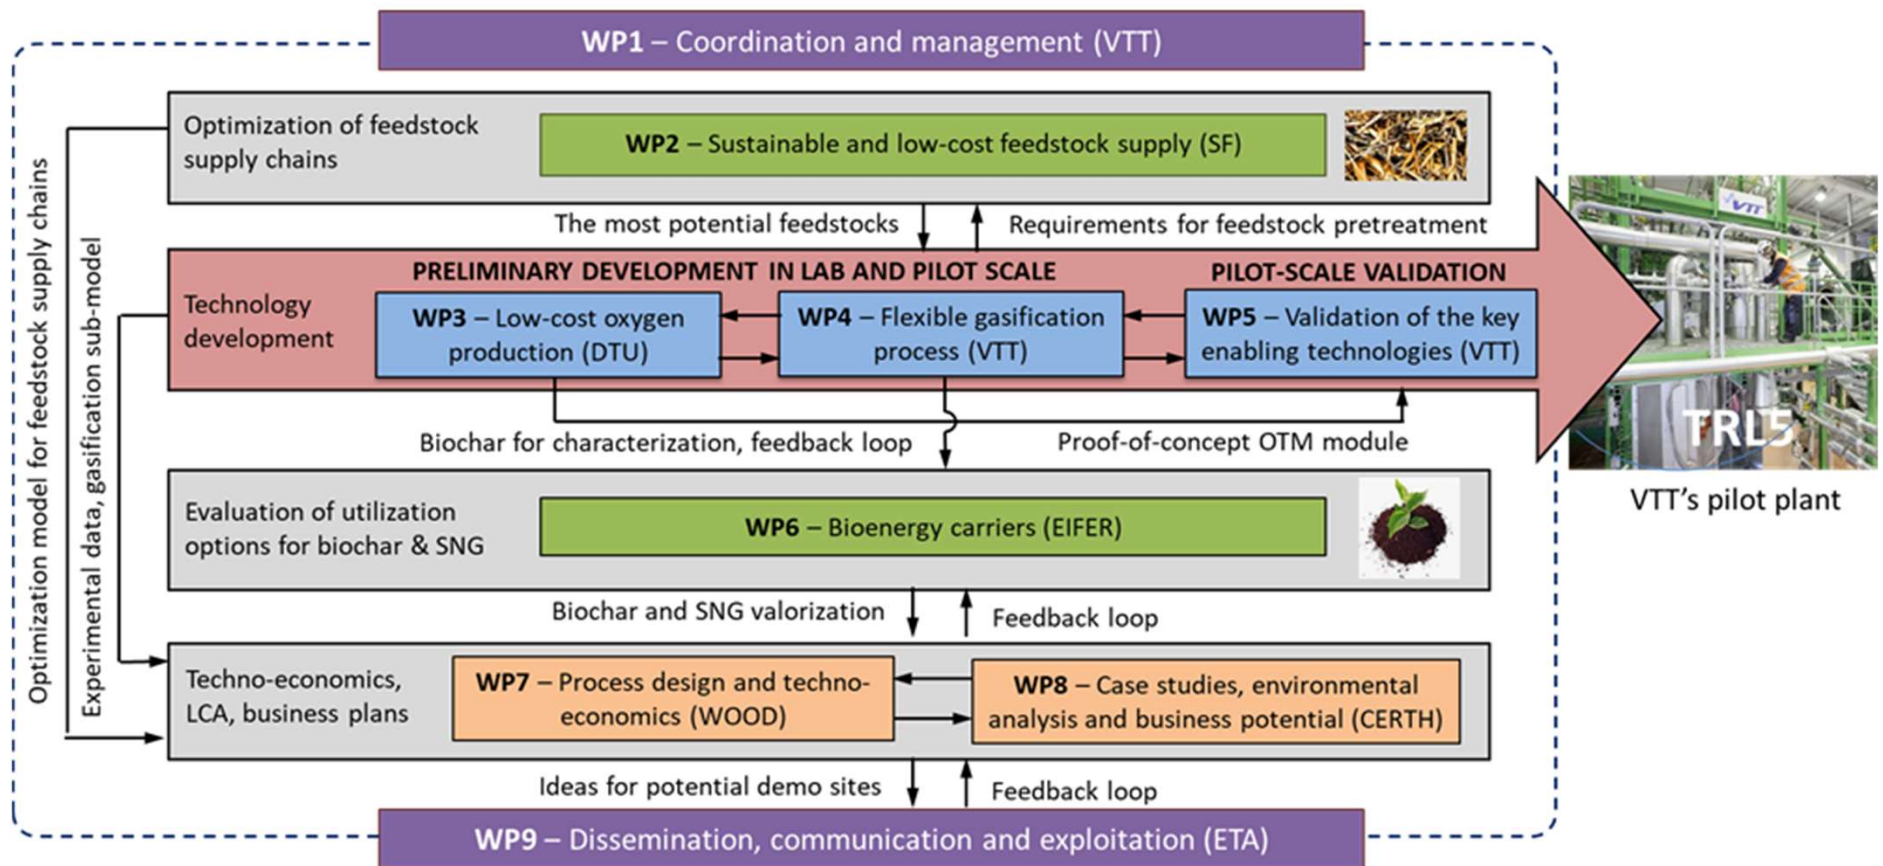 WP1 – Coordination and management (VTT)
Optimization of feedstock
supply chains
WP2 – Sustainable and low-cost feedstock supply (SF)
The most potential feedstocks
Requirements for feedstock pretreatment
Optimization model for feedstock supply chains
Experimental data, gasification sub-model
Technology
development
PRELIMINARY DEVELOPMENT IN LAB AND PILOT SCALE
PILOT-SCALE VALIDATION
WP3 – Low-cost oxygen
production (DTU)
WP4 – Flexible gasification
process (VTT)
WP5 – Validation of the key
enabling technologies (VTT)
VTT
TRL5
VTT's pilot plant
Biochar for characterization, feedback loop
Proof-of-concept OTM module
Evaluation of utilization
options for biochar & SNG
WP6 – Bioenergy carriers (EIFER)
Biochar and SNG valorization
Feedback loop
Techno-economics,
LCA, business plans
WP7 – Process design and techno-
economics (WOOD)
WP8 – Case studies, environmental
analysis and business potential (CERTH)
Ideas for potential demo sites
Feedback loop
WP9 – Dissemination, communication and exploitation (ETA)